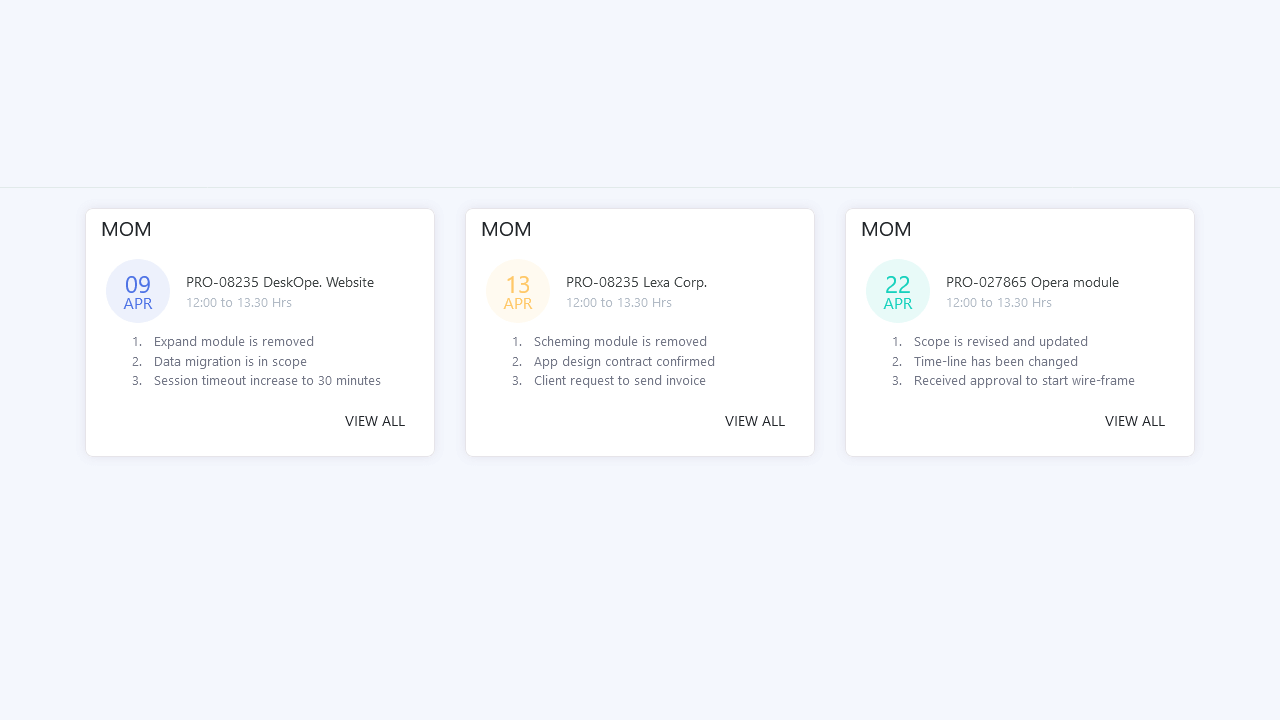 MOM
09
APR
PRO-08235 DeskOpe. Website
12:00 to 13.30 Hrs
1. Expand module is removed
2. Data migration is in scope
3. Session timeout increase to 30 minutes
VIEW ALL
MOM
13
APR
PRO-08235 Lexa Corp.
12:00 to 13.30 Hrs
1. Scheming module is removed
2. App design contract confirmed
3. Client request to send invoice
VIEW ALL
MOM
22
APR
PRO-027865 Opera module
12:00 to 13.30 Hrs
1. Scope is revised and updated
2. Time-line has been changed
3. Received approval to start wire-frame
VIEW ALL